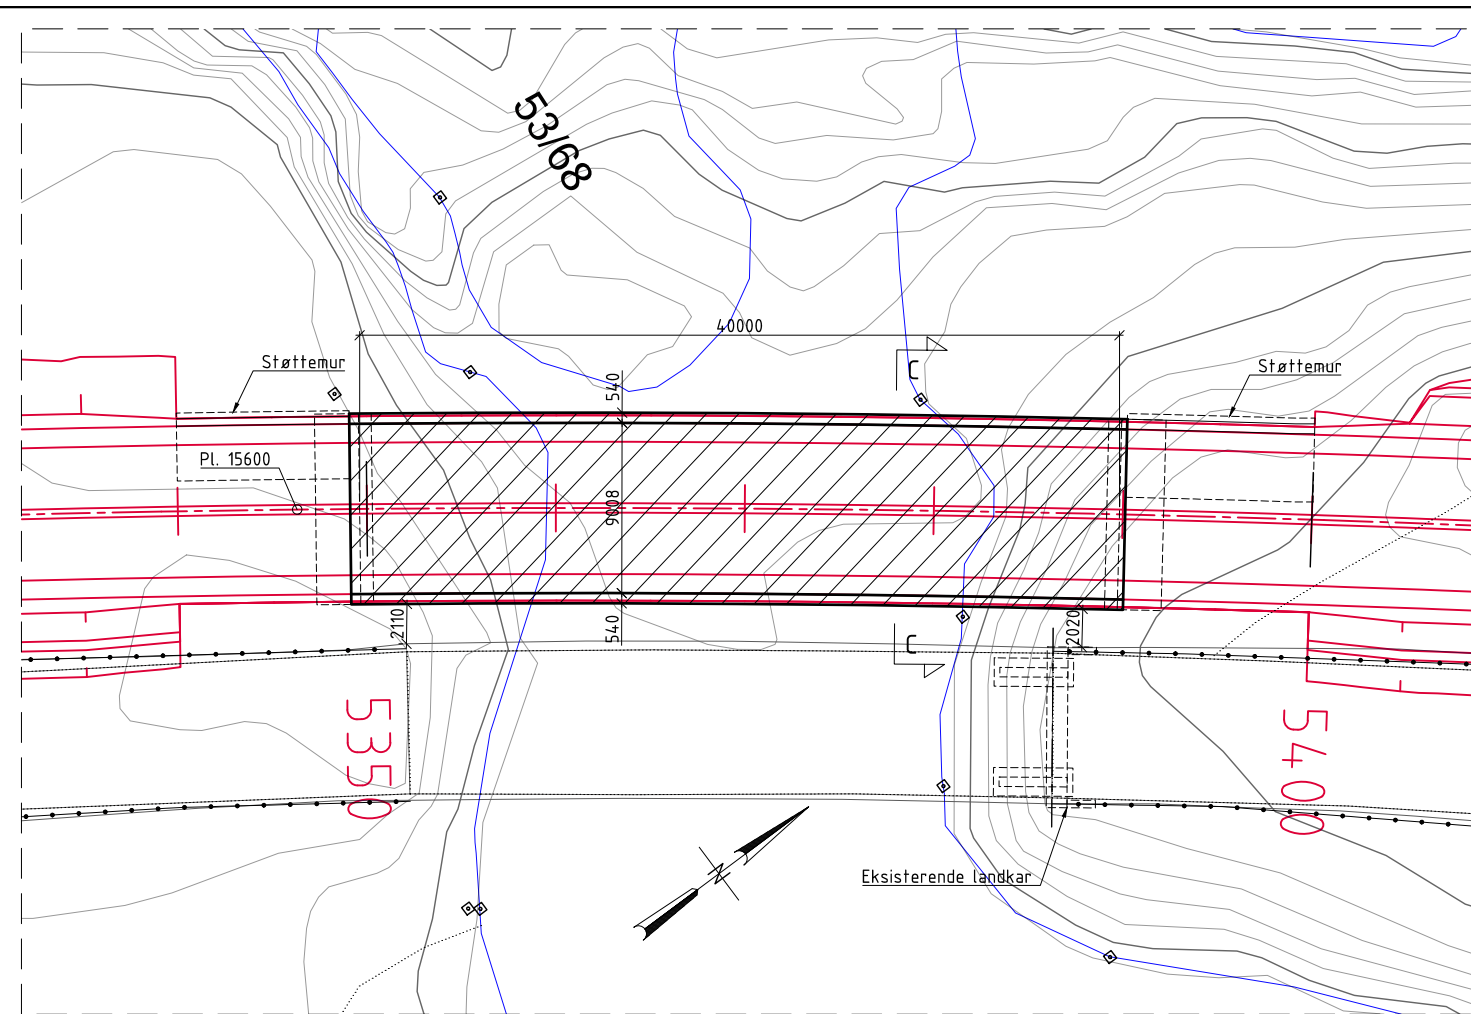 53/68
40000
Støttemur
Støttemur
C
540
Pl. 15600
9008
2110
540
2020
C
5350
5400
N
Eksisterende landkar